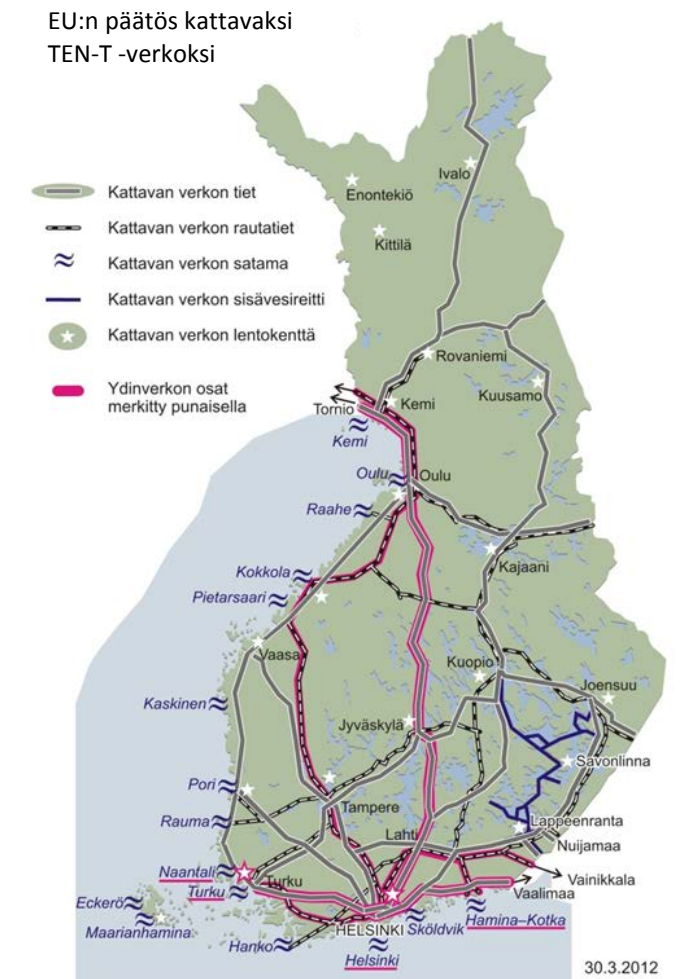 EU:n päätös kattavaksi
TEN-T -verkoksi
Kattavan verkon tiet
Kattavan verkon rautatiet
Kattavan verkon satama
Kattavan verkon sisävesireitti
Kattavan verkon lentokenttä
Ydinverkon osat
merkitty punaisella
Ivalo
Enontekiö
Kittilä
Rovaniemi
Kuusamo
Tornio
Kemi
Kemi
Oulu
Oulu
Raahe
Kajaani
Kokkola
Pietarsaari
Vaasa
Kuopio
Joensuu
Kaskinen
Jyväskylä
Savonlinna
Pori
Tampere
Rauma
Lappeenranta
Lahti
Nuijamaa
Naantali
Turku
Vainikkala
Turku
Vaalimaa
Eckerö
Hamina-Kotka
Maarianhamina
HELSINKI
Sköldvik
Hanko
Helsinki
30.3.2012